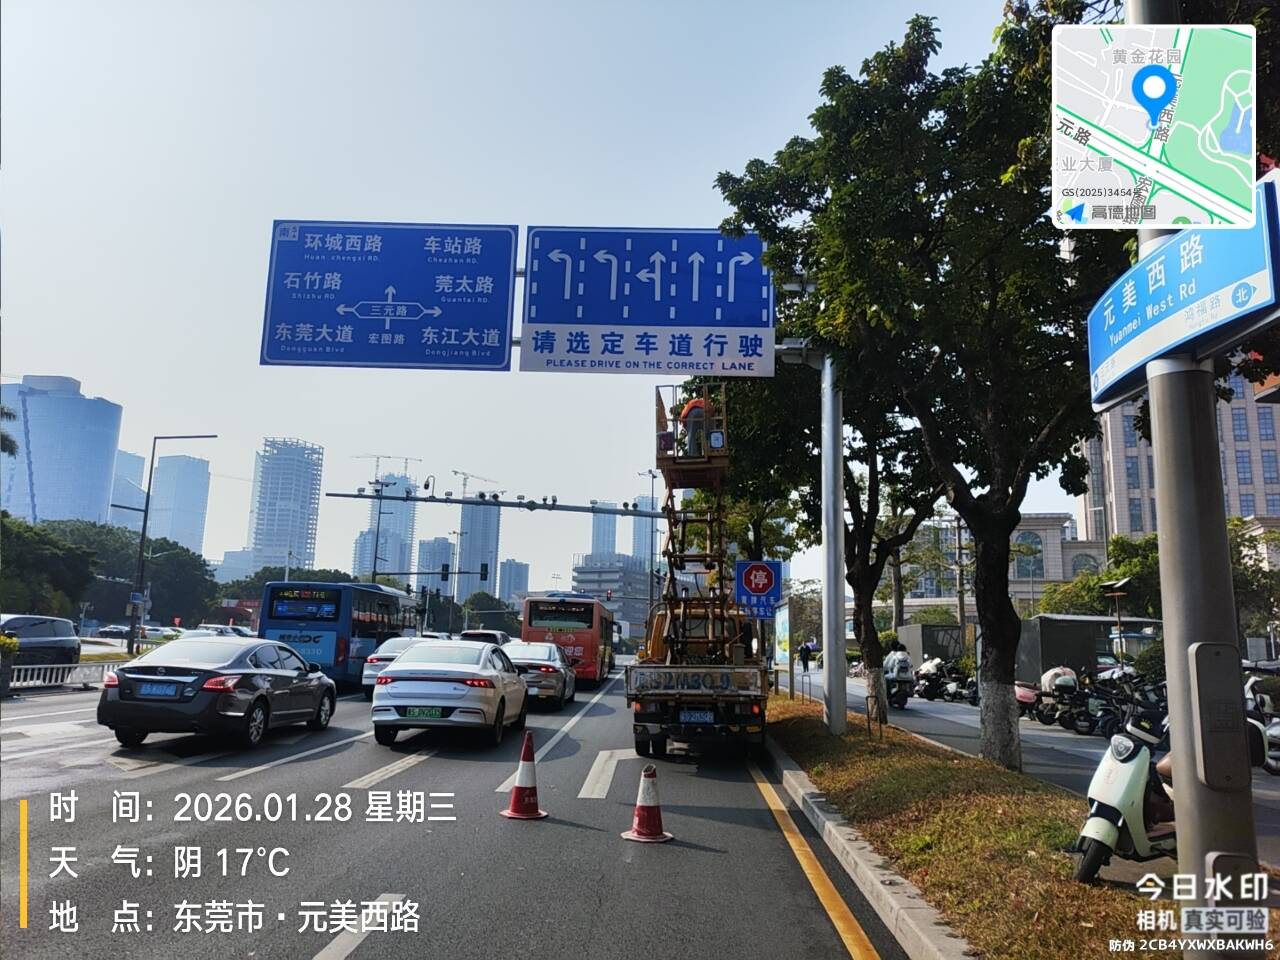 黄金花园
元美西路
元路
业大厦
宏图路
GS(2025)3454号
高德地图
南
环城西路
Huan chengxi RD.
车站路
Chezhan RD.
石竹路
Shizhu RD.
莞太路
Guantai RD.
三元路
东莞大道
Dongguan Blvd
宏图路
东江大道
Dongjiang Blvd
请选定车道行驶
PLEASE DRIVE ON THE CORRECT LANE
元美西路
Yuanmei West Rd
鸿福路
北
停
时 间: 2026.01.28 星期三
天 气: 阴 17°C
地 点: 东莞市·元美西路
今日水印
相机 真实可验
防伪 2CB4YXWXBAKWH6